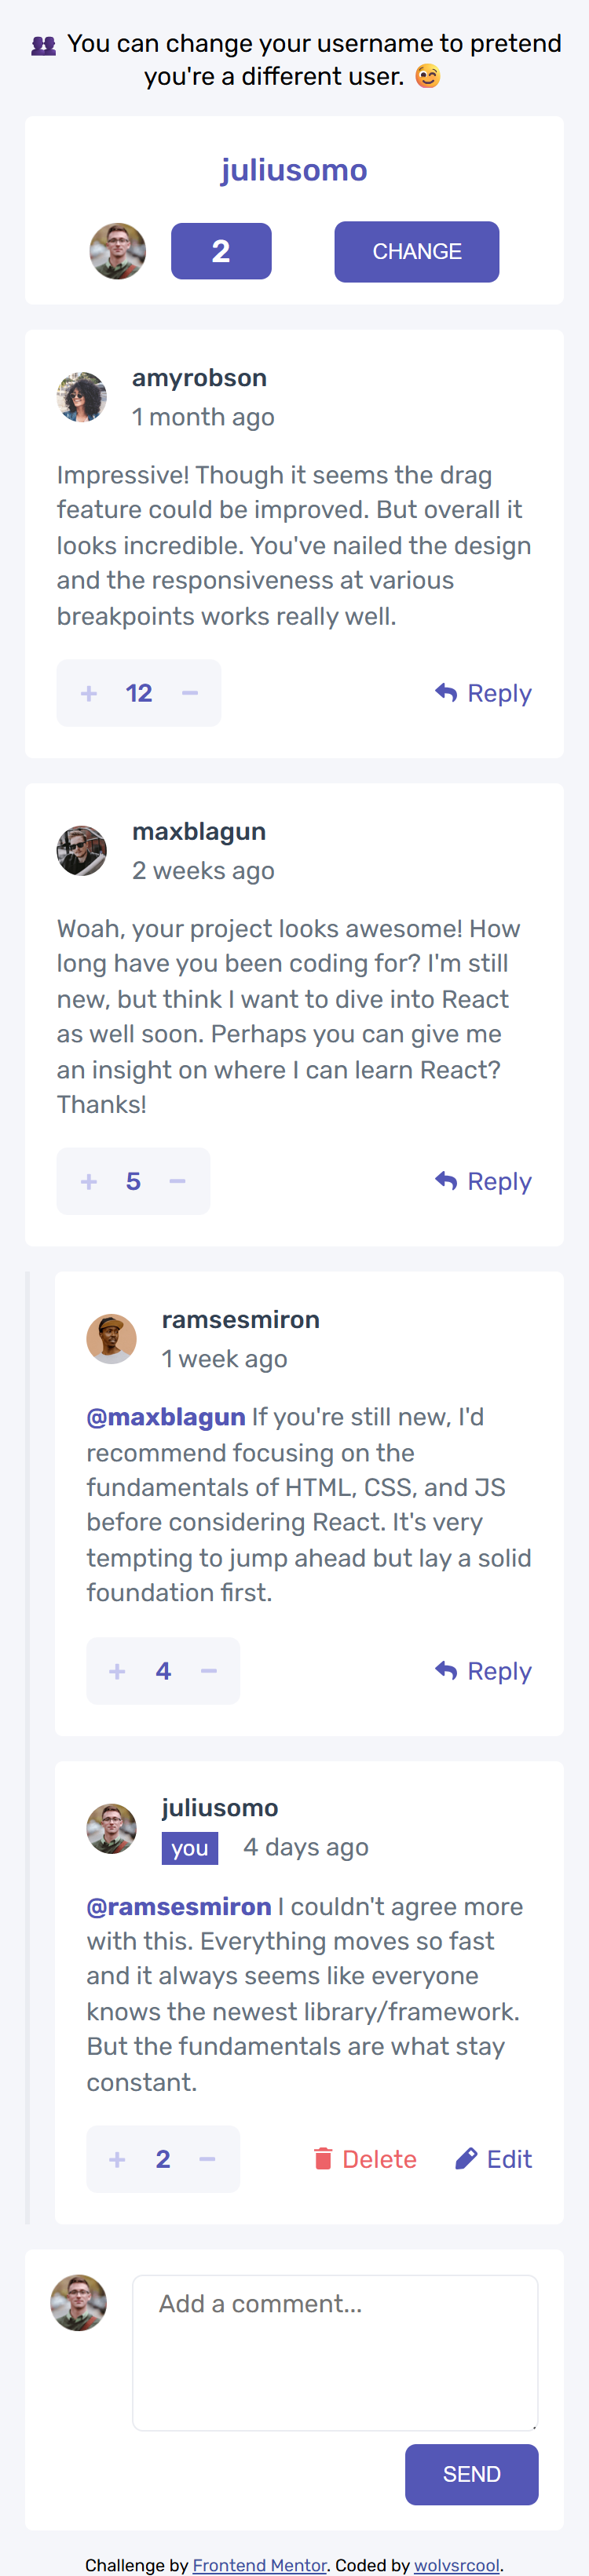 👥 You can change your username to pretend
you're a different user. 😉
juliusomo
2
CHANGE
amyrobson
1 month ago
Impressive! Though it seems the drag
feature could be improved. But overall it
looks incredible. You've nailed the design
and the responsiveness at various
breakpoints works really well.
+ 12 −
Reply
maxblagun
2 weeks ago
Woah, your project looks awesome! How
long have you been coding for? I'm still
new, but think I want to dive into React
as well soon. Perhaps you can give me
an insight on where I can learn React?
Thanks!
+ 5 −
Reply
ramsesmiron
1 week ago
@maxblagun If you're still new, I'd
recommend focusing on the
fundamentals of HTML, CSS, and JS
before considering React. It's very
tempting to jump ahead but lay a solid
foundation first.
+ 4 −
Reply
juliusomo
you 4 days ago
@ramsesmiron I couldn't agree more
with this. Everything moves so fast
and it always seems like everyone
knows the newest library/framework.
But the fundamentals are what stay
constant.
+ 2 −
Delete
Edit
Add a comment...
SEND
Challenge by Frontend Mentor. Coded by wolvsrcool.